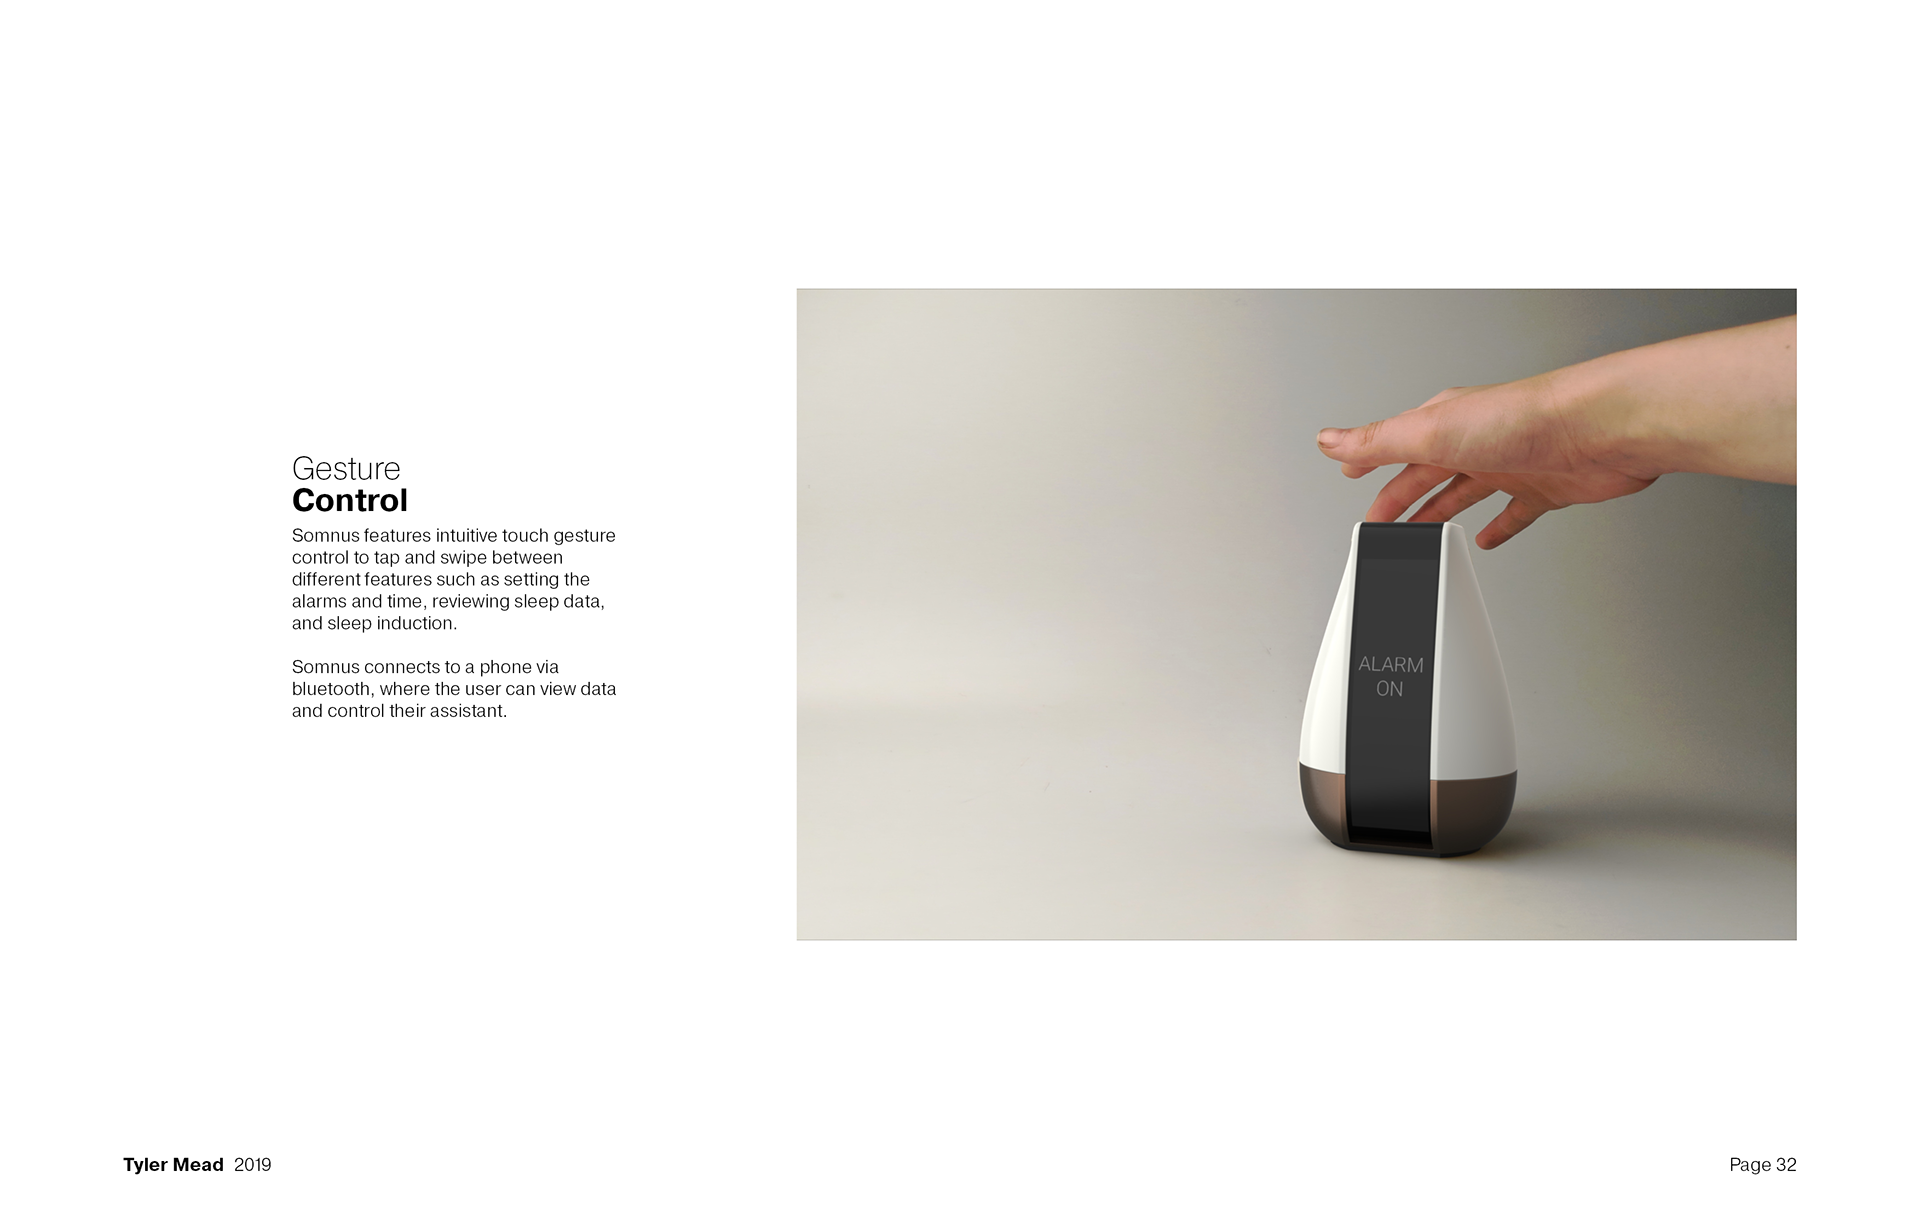 Gesture
Control
Somnus features intuitive touch gesture
control to tap and swipe between
different features such as setting the
alarms and time, reviewing sleep data,
and sleep induction.
Somnus connects to a phone via
bluetooth, where the user can view data
and control their assistant.
ALARM
ON
Tyler Mead 2019
Page 32